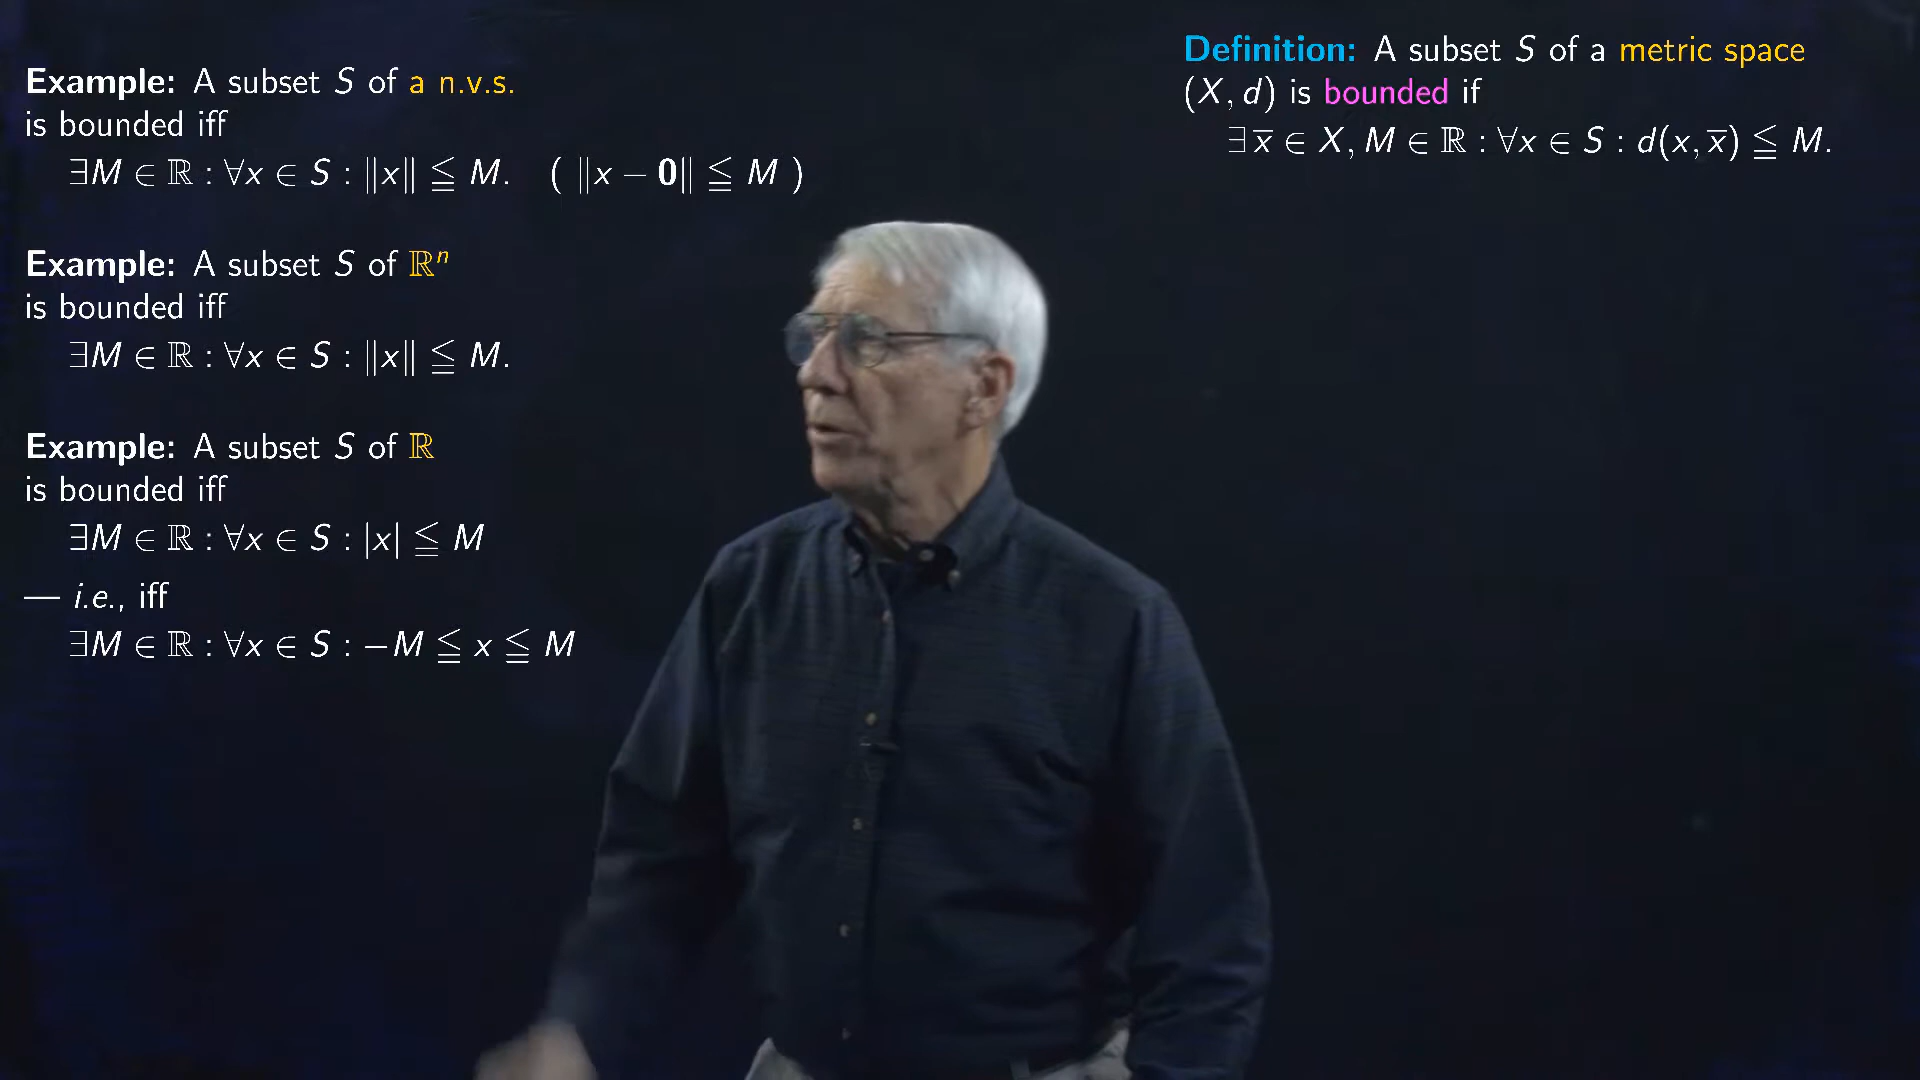 Example: A subset S of a n.v.s.
is bounded iff
∃M ∈ ℝ : ∀x ∈ S : ‖x‖ ≦ M. ( ‖x − 𝟎‖ ≦ M )
Example: A subset S of ℝⁿ
is bounded iff
∃M ∈ ℝ : ∀x ∈ S : ‖x‖ ≦ M.
Example: A subset S of ℝ
is bounded iff
∃M ∈ ℝ : ∀x ∈ S : |x| ≦ M
— i.e., iff
∃M ∈ ℝ : ∀x ∈ S : −M ≦ x ≦ M
Definition: A subset S of a metric space
(X, d) is bounded if
∃ x̅ ∈ X, M ∈ ℝ : ∀x ∈ S : d(x, x̅) ≦ M.